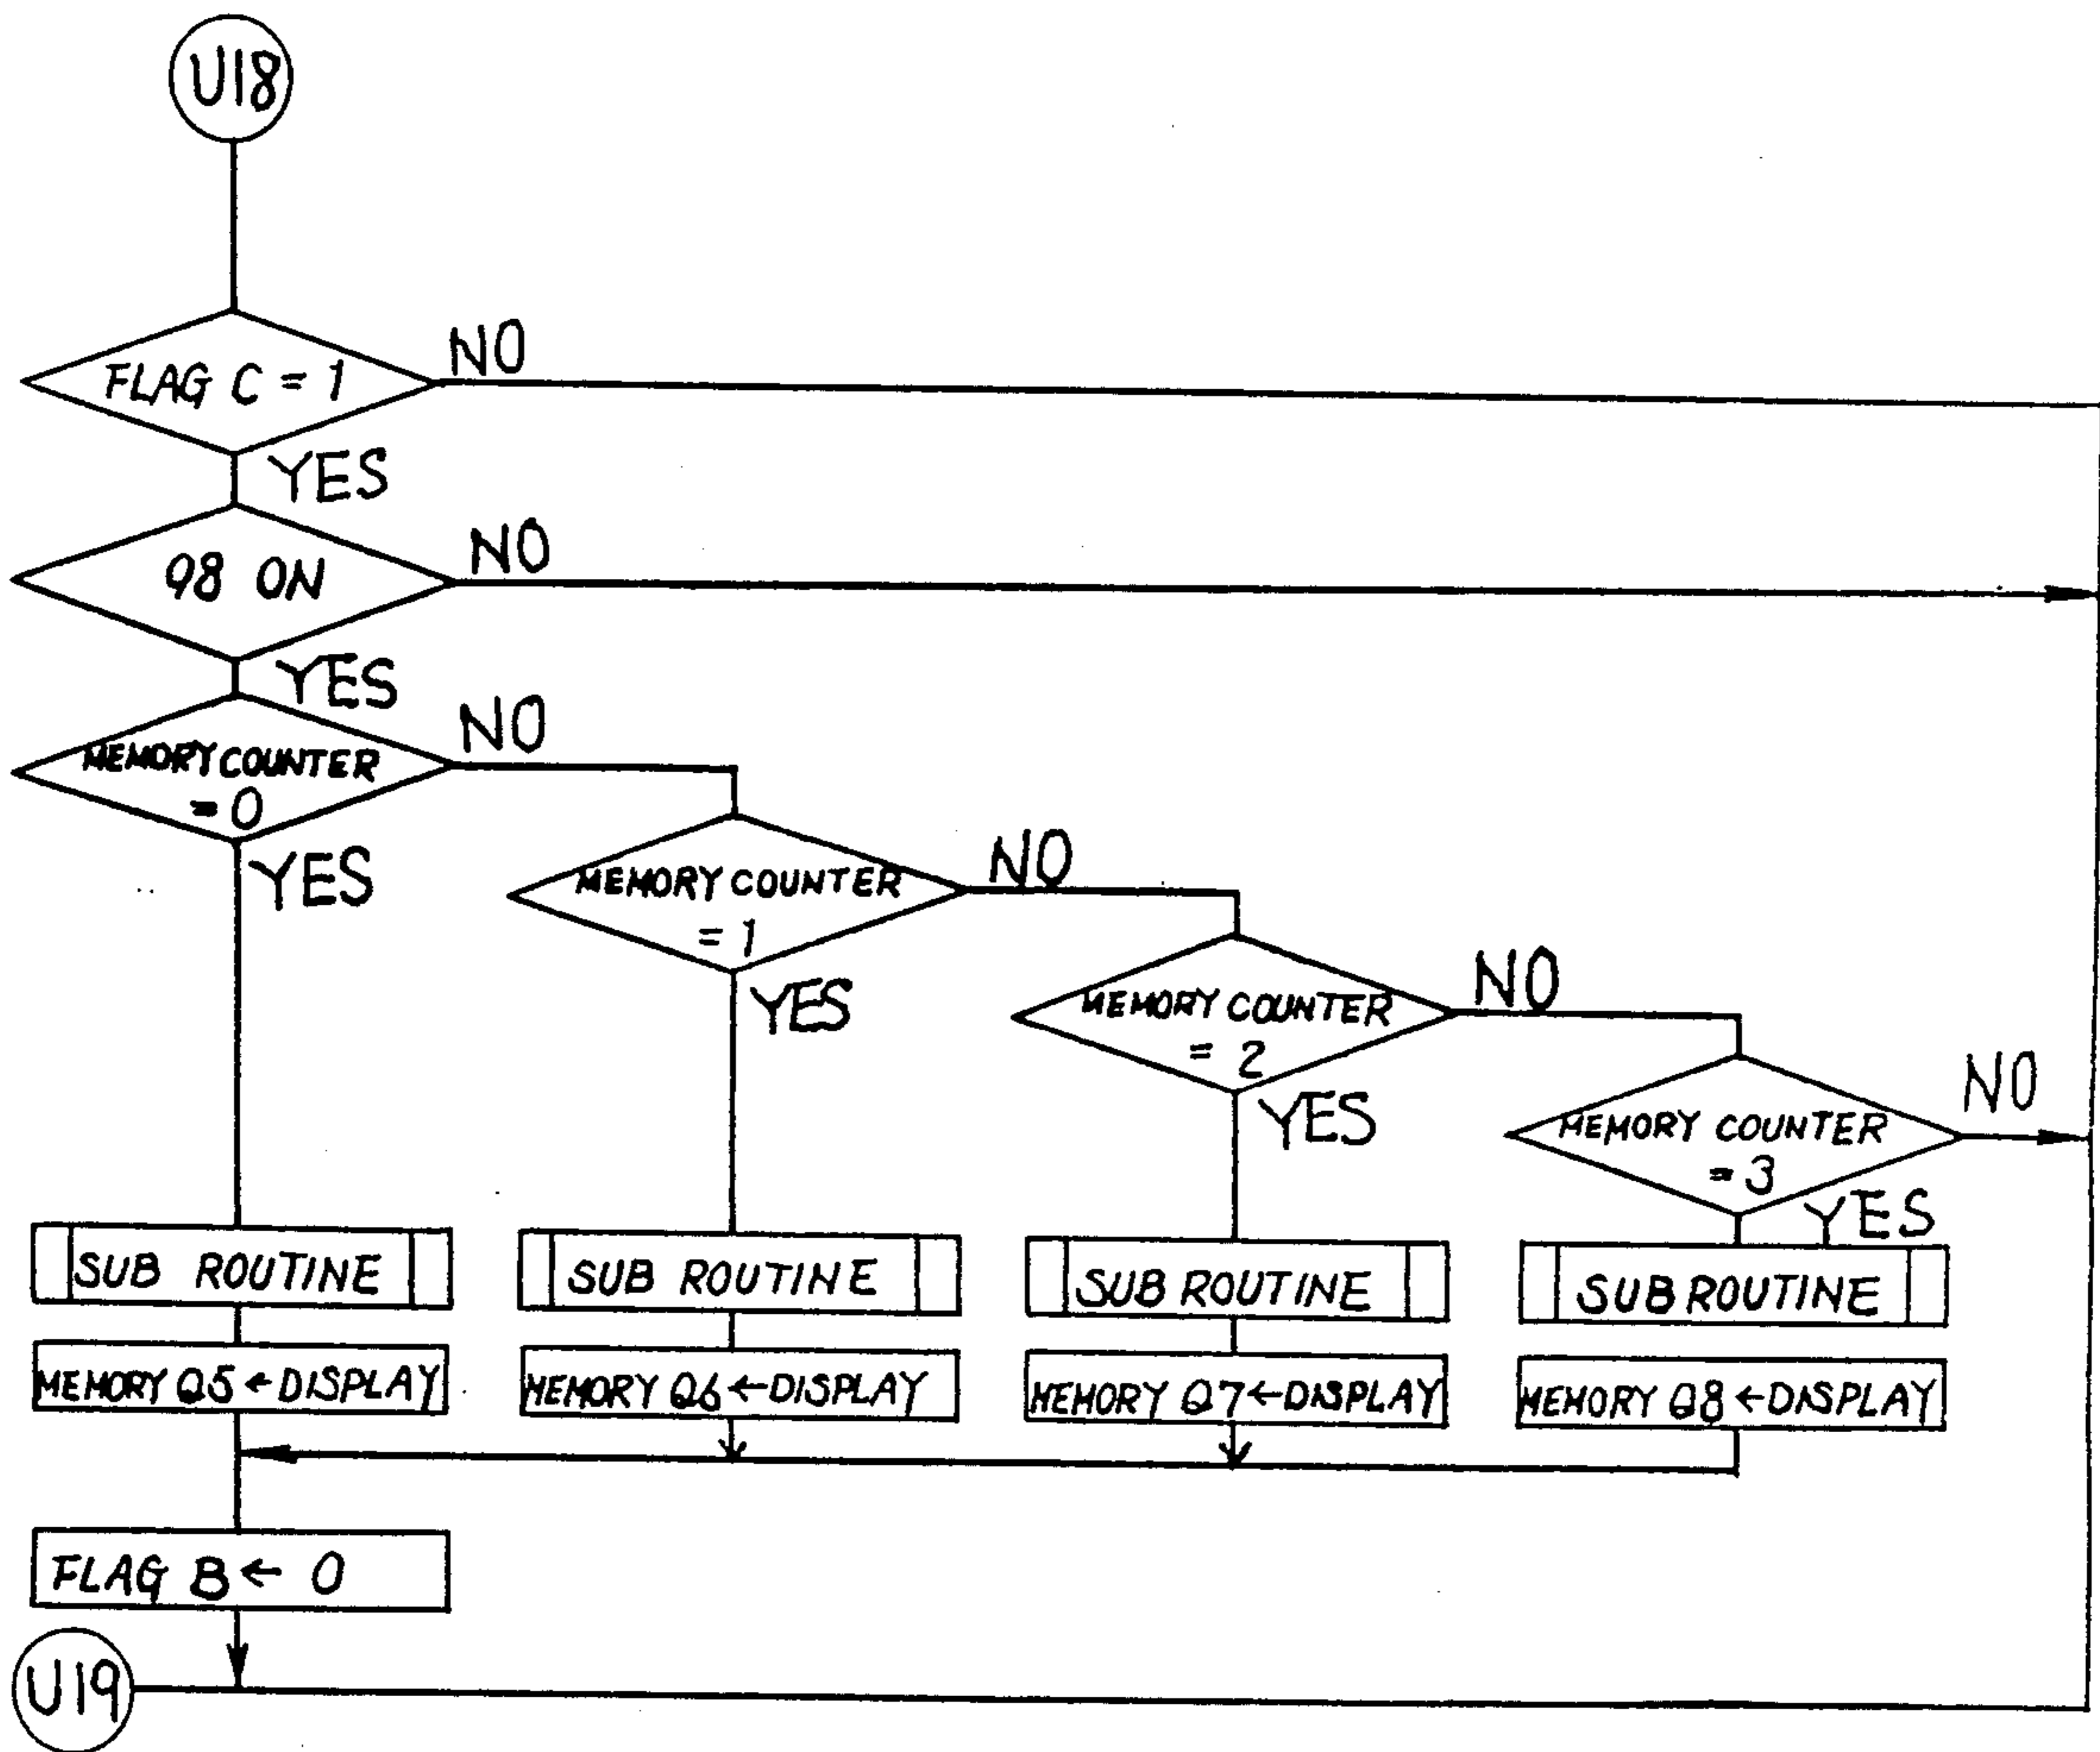 U18
FLAG C = 1
NO
YES
Q8 ON
NO
YES
MEMORY COUNTER
= 0
NO
YES
MEMORY COUNTER
= 1
NO
YES
MEMORY COUNTER
= 2
NO
YES
MEMORY COUNTER
= 3
NO
YES
SUB ROUTINE
SUB ROUTINE
SUB ROUTINE
SUB ROUTINE
MEMORY Q5 ← DISPLAY
MEMORY Q6 ← DISPLAY
MEMORY Q7 ← DISPLAY
MEMORY Q8 ← DISPLAY
FLAG B ← 0
U19